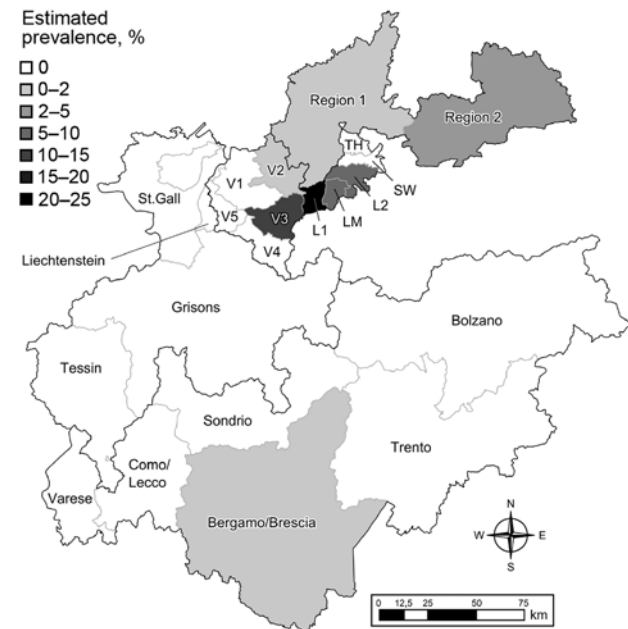 Estimated
prevalence, %
0
0–2
2–5
5–10
10–15
15–20
20–25
Region 1
Region 2
TH
V1
V2
St.Gall
SW
V5
V3
L2
L1
LM
Liechtenstein
V4
Grisons
Bolzano
Tessin
Sondrio
Trento
Como/
Lecco
Varese
Bergamo/Brescia
N
W
E
S
0 12,5 25 50 75
km